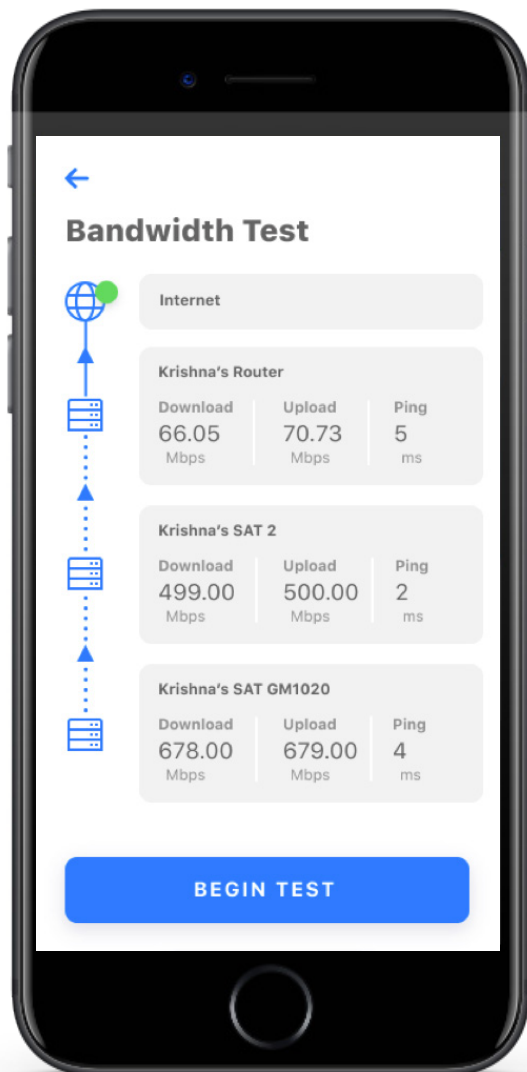 Bandwidth Test
Internet
Krishna's Router
Download Upload Ping
66.05 70.73 5
Mbps Mbps ms
Krishna's SAT 2
Download Upload Ping
499.00 500.00 2
Mbps Mbps ms
Krishna's SAT GM1020
Download Upload Ping
678.00 679.00 4
Mbps Mbps ms
BEGIN TEST